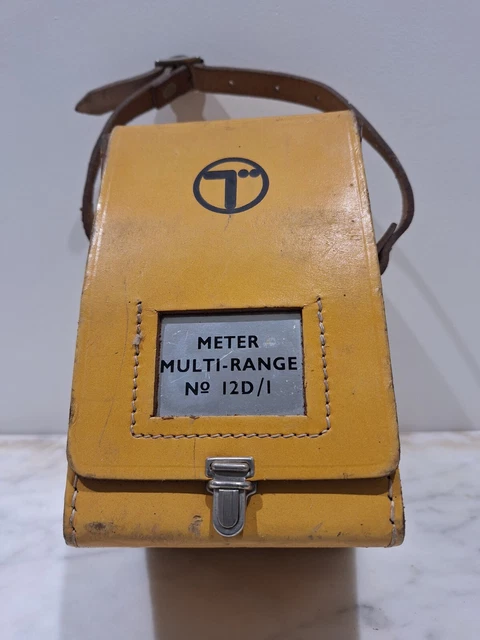 T
METER
MULTI-RANGE
Nº 12D/1